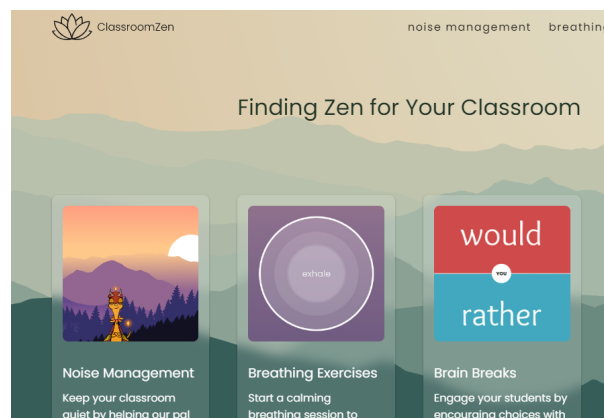 ClassroomZen
noise management
Finding Zen for Your Classroom
would
YOU
rather
exhale
Noise Management
Keep your classroom
quiet by helping our pal
Breathing Exercises
Start a calming
breathing session to
Brain Breaks
Engage your students by
encouraging choices with